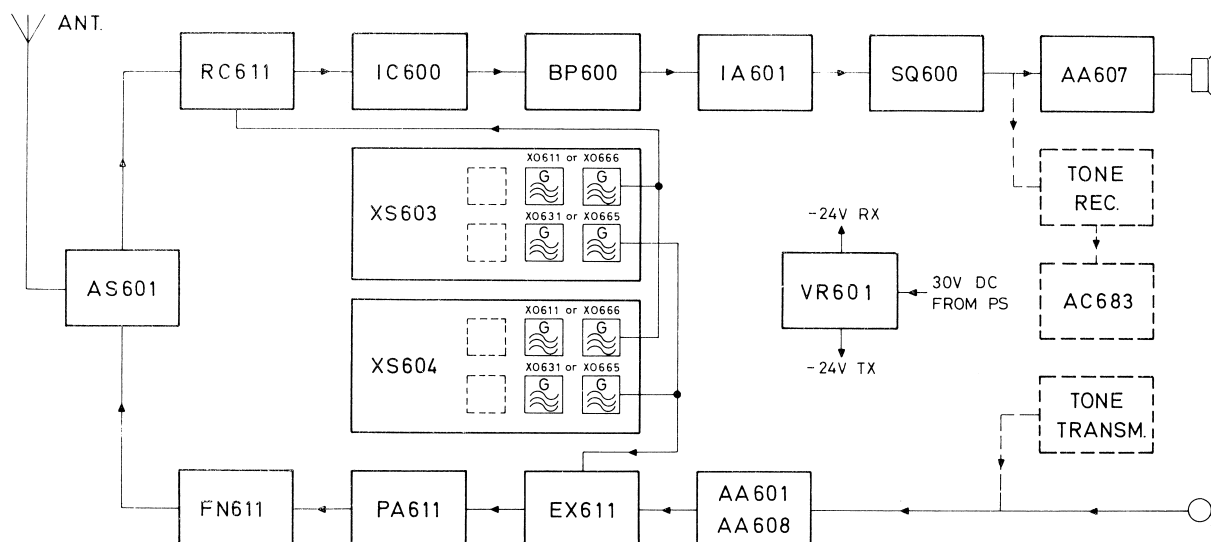 ANT.
RC611
IC600
BP600
IA601
SQ600
AA607
XO611 or XO666
G
G
XS603
XO631 or XO665
G
G
TONE
REC.
-24V RX
AS601
VR601
30V DC
FROM PS
AC683
-24V TX
XO611 or XO666
G
G
XS604
XO631 or XO665
G
G
TONE
TRANSM.
FN611
PA611
EX611
AA601
AA608